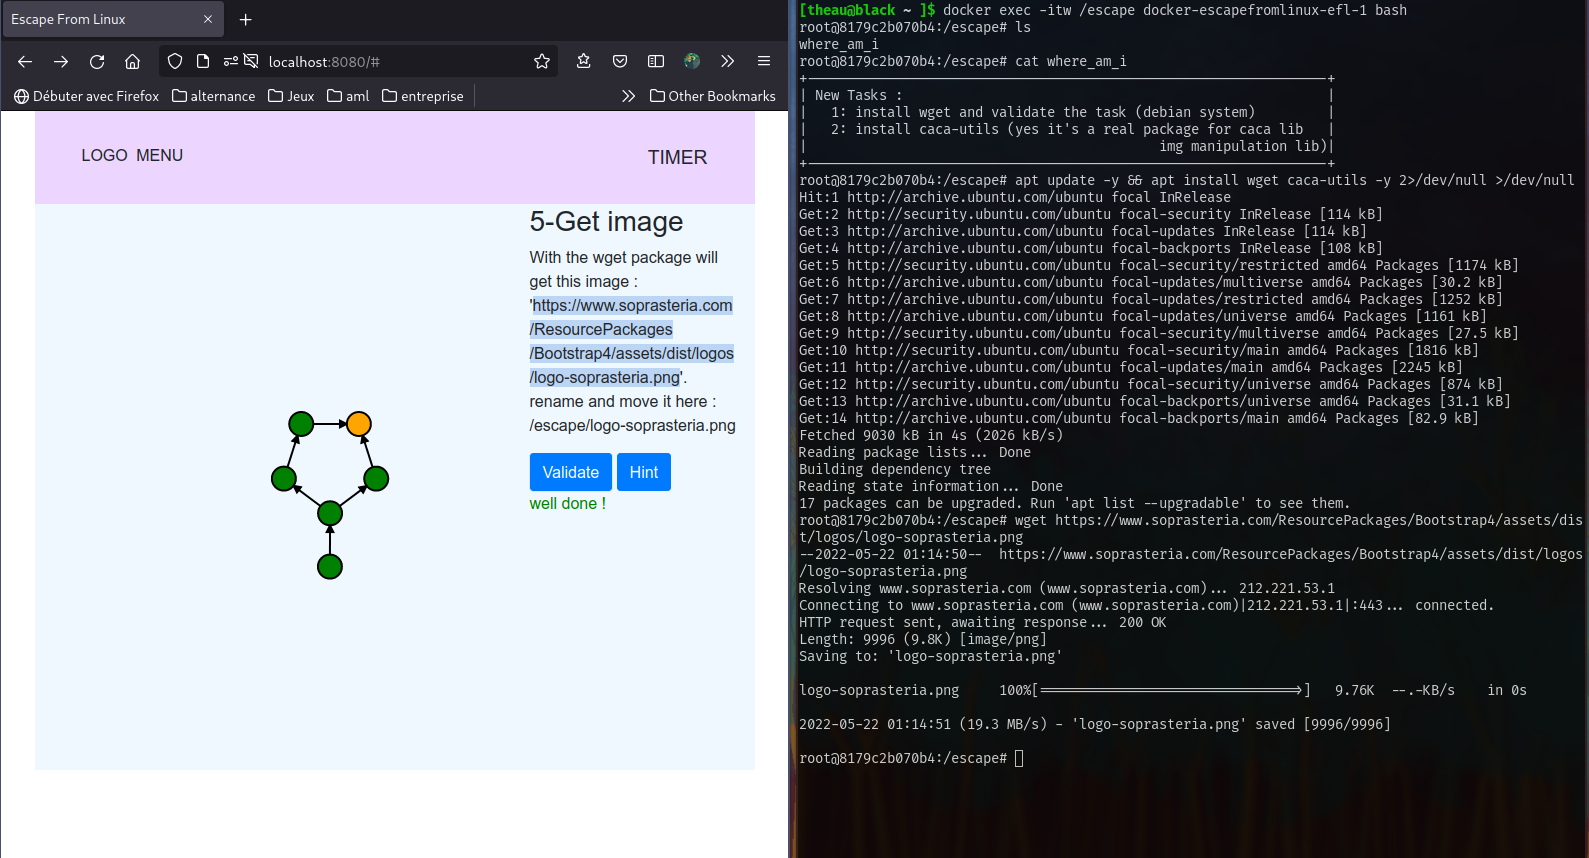 Escape From Linux
localhost:8080/#
Débuter avec Firefox
alternance
Jeux
aml
entreprise
Other Bookmarks
LOGO MENU
TIMER
5-Get image
With the wget package will
get this image :
'https://www.soprasteria.com
/ResourcePackages
/Bootstrap4/assets/dist/logos
/logo-soprasteria.png'.
rename and move it here :
/escape/logo-soprasteria.png
Validate
Hint
well done !
[theau@black ~ ]$ docker exec -itw /escape docker-escapefromlinux-efl-1 bash
root@8179c2b070b4:/escape# ls
where_am_i
root@8179c2b070b4:/escape# cat where_am_i
+----------------------------------------------------------------+
| New Tasks : |
| 1: install wget and validate the task (debian system) |
| 2: install caca-utils (yes it's a real package for caca lib |
| img manipulation lib)|
+----------------------------------------------------------------+
root@8179c2b070b4:/escape# apt update -y && apt install wget caca-utils -y 2>/dev/null >/dev/null
Hit:1 http://archive.ubuntu.com/ubuntu focal InRelease
Get:2 http://security.ubuntu.com/ubuntu focal-security InRelease [114 kB]
Get:3 http://archive.ubuntu.com/ubuntu focal-updates InRelease [114 kB]
Get:4 http://archive.ubuntu.com/ubuntu focal-backports InRelease [108 kB]
Get:5 http://security.ubuntu.com/ubuntu focal-security/restricted amd64 Packages [1174 kB]
Get:6 http://archive.ubuntu.com/ubuntu focal-updates/multiverse amd64 Packages [30.2 kB]
Get:7 http://archive.ubuntu.com/ubuntu focal-updates/restricted amd64 Packages [1252 kB]
Get:8 http://archive.ubuntu.com/ubuntu focal-updates/universe amd64 Packages [1161 kB]
Get:9 http://security.ubuntu.com/ubuntu focal-security/multiverse amd64 Packages [27.5 kB]
Get:10 http://security.ubuntu.com/ubuntu focal-security/main amd64 Packages [1816 kB]
Get:11 http://archive.ubuntu.com/ubuntu focal-updates/main amd64 Packages [2245 kB]
Get:12 http://security.ubuntu.com/ubuntu focal-security/universe amd64 Packages [874 kB]
Get:13 http://archive.ubuntu.com/ubuntu focal-backports/universe amd64 Packages [31.1 kB]
Get:14 http://archive.ubuntu.com/ubuntu focal-backports/main amd64 Packages [82.9 kB]
Fetched 9030 kB in 4s (2026 kB/s)
Reading package lists... Done
Building dependency tree
Reading state information... Done
17 packages can be upgraded. Run 'apt list --upgradable' to see them.
root@8179c2b070b4:/escape# wget https://www.soprasteria.com/ResourcePackages/Bootstrap4/assets/dis
t/logos/logo-soprasteria.png
--2022-05-22 01:14:50-- https://www.soprasteria.com/ResourcePackages/Bootstrap4/assets/dist/logos
/logo-soprasteria.png
Resolving www.soprasteria.com (www.soprasteria.com)... 212.221.53.1
Connecting to www.soprasteria.com (www.soprasteria.com)|212.221.53.1|:443... connected.
HTTP request sent, awaiting response... 200 OK
Length: 9996 (9.8K) [image/png]
Saving to: 'logo-soprasteria.png'
logo-soprasteria.png 100%[================================>] 9.76K --.-KB/s in 0s
2022-05-22 01:14:51 (19.3 MB/s) - 'logo-soprasteria.png' saved [9996/9996]
root@8179c2b070b4:/escape#